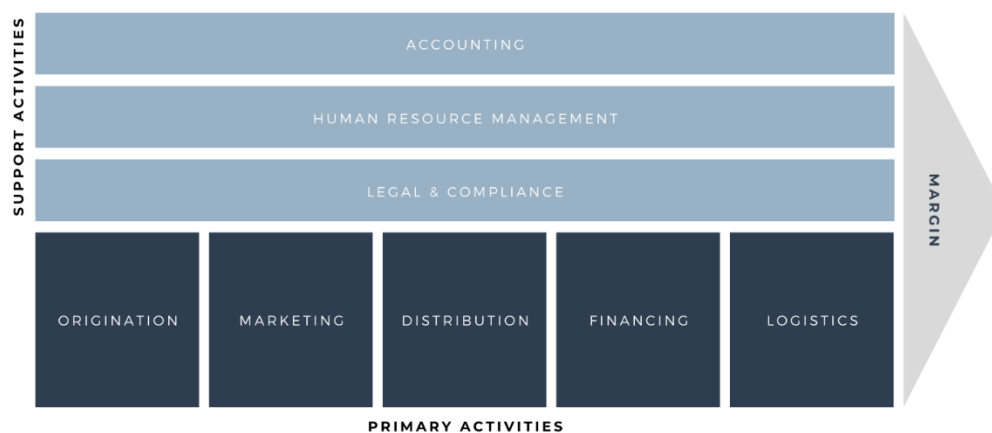 SUPPORT ACTIVITIES
ACCOUNTING
HUMAN RESOURCE MANAGEMENT
LEGAL & COMPLIANCE
MARGIN
ORIGINATION
MARKETING
DISTRIBUTION
FINANCING
LOGISTICS
PRIMARY ACTIVITIES